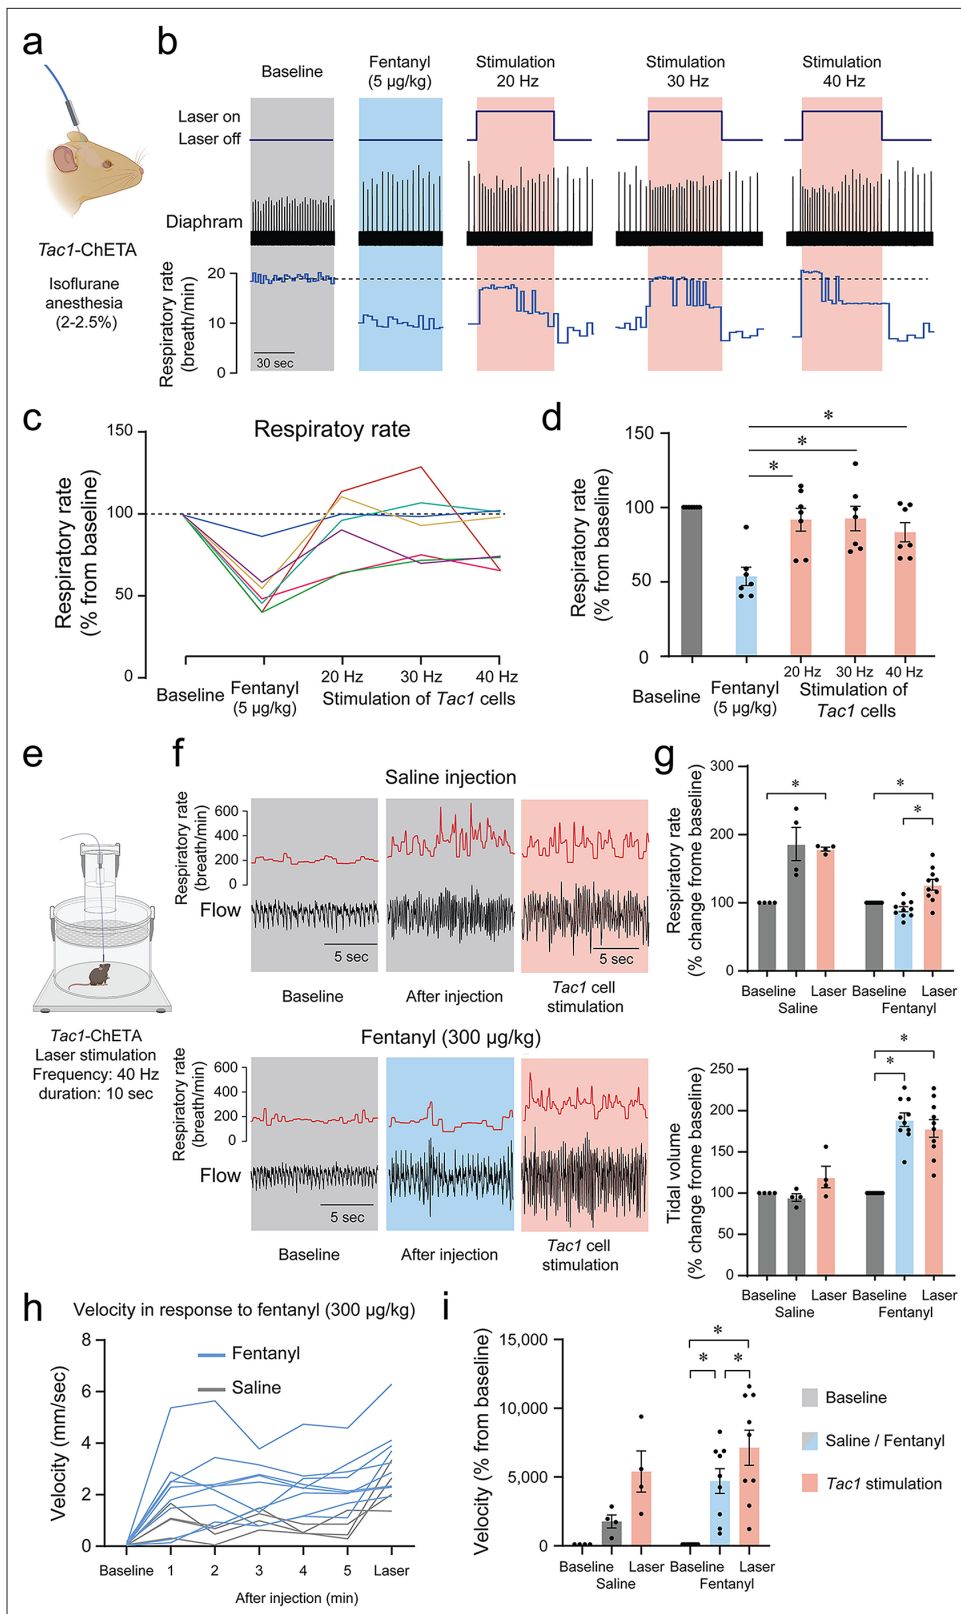 a
b
Baseline
Fentanyl
(5 µg/kg)
Stimulation
20 Hz
Stimulation
30 Hz
Stimulation
40 Hz
Laser on
Laser off
Diaphram
Tac1-ChETA
Isoflurane
anesthesia
(2-2.5%)
Respiratory rate
(breath/min)
20
10
0
30 sec
c
Respiratoy rate
Respiratory rate
(% from baseline)
150
100
50
0
Baseline
Fentanyl
(5 µg/kg)
20 Hz
30 Hz
40 Hz
Stimulation of Tac1 cells
d
Respiratory rate
(% from baseline)
150
100
50
0
*
*
*
Baseline
Fentanyl
(5 µg/kg)
20 Hz
30 Hz
40 Hz
Stimulation of
Tac1 cells
e
Tac1-ChETA
Laser stimulation
Frequency: 40 Hz
duration: 10 sec
f
Saline injection
Respiratory rate
(breath/min)
600
400
200
0
Flow
5 sec
5 sec
Baseline
After injection
Tac1 cell
stimulation
Fentanyl (300 µg/kg)
Respiratory rate
(breath/min)
600
400
200
0
Flow
5 sec
Baseline
After injection
Tac1 cell
stimulation
g
Respiratory rate
(% change frome baseline)
300
200
100
0
*
*
*
Baseline
Laser
Baseline
Laser
Saline
Fentanyl
Tidal volume
(% change frome baseline)
250
200
150
100
50
0
*
*
Baseline
Laser
Baseline
Laser
Saline
Fentanyl
h
Velocity in response to fentanyl (300 µg/kg)
Velocity (mm/sec)
8
6
4
2
0
Fentanyl
Saline
Baseline
1
2
3
4
5
Laser
After injection (min)
i
Velocity (% from baseline)
15,000
10,000
5,000
0
*
*
*
Baseline
Laser
Baseline
Laser
Saline
Fentanyl
Baseline
Saline / Fentanyl
Tac1 stimulation